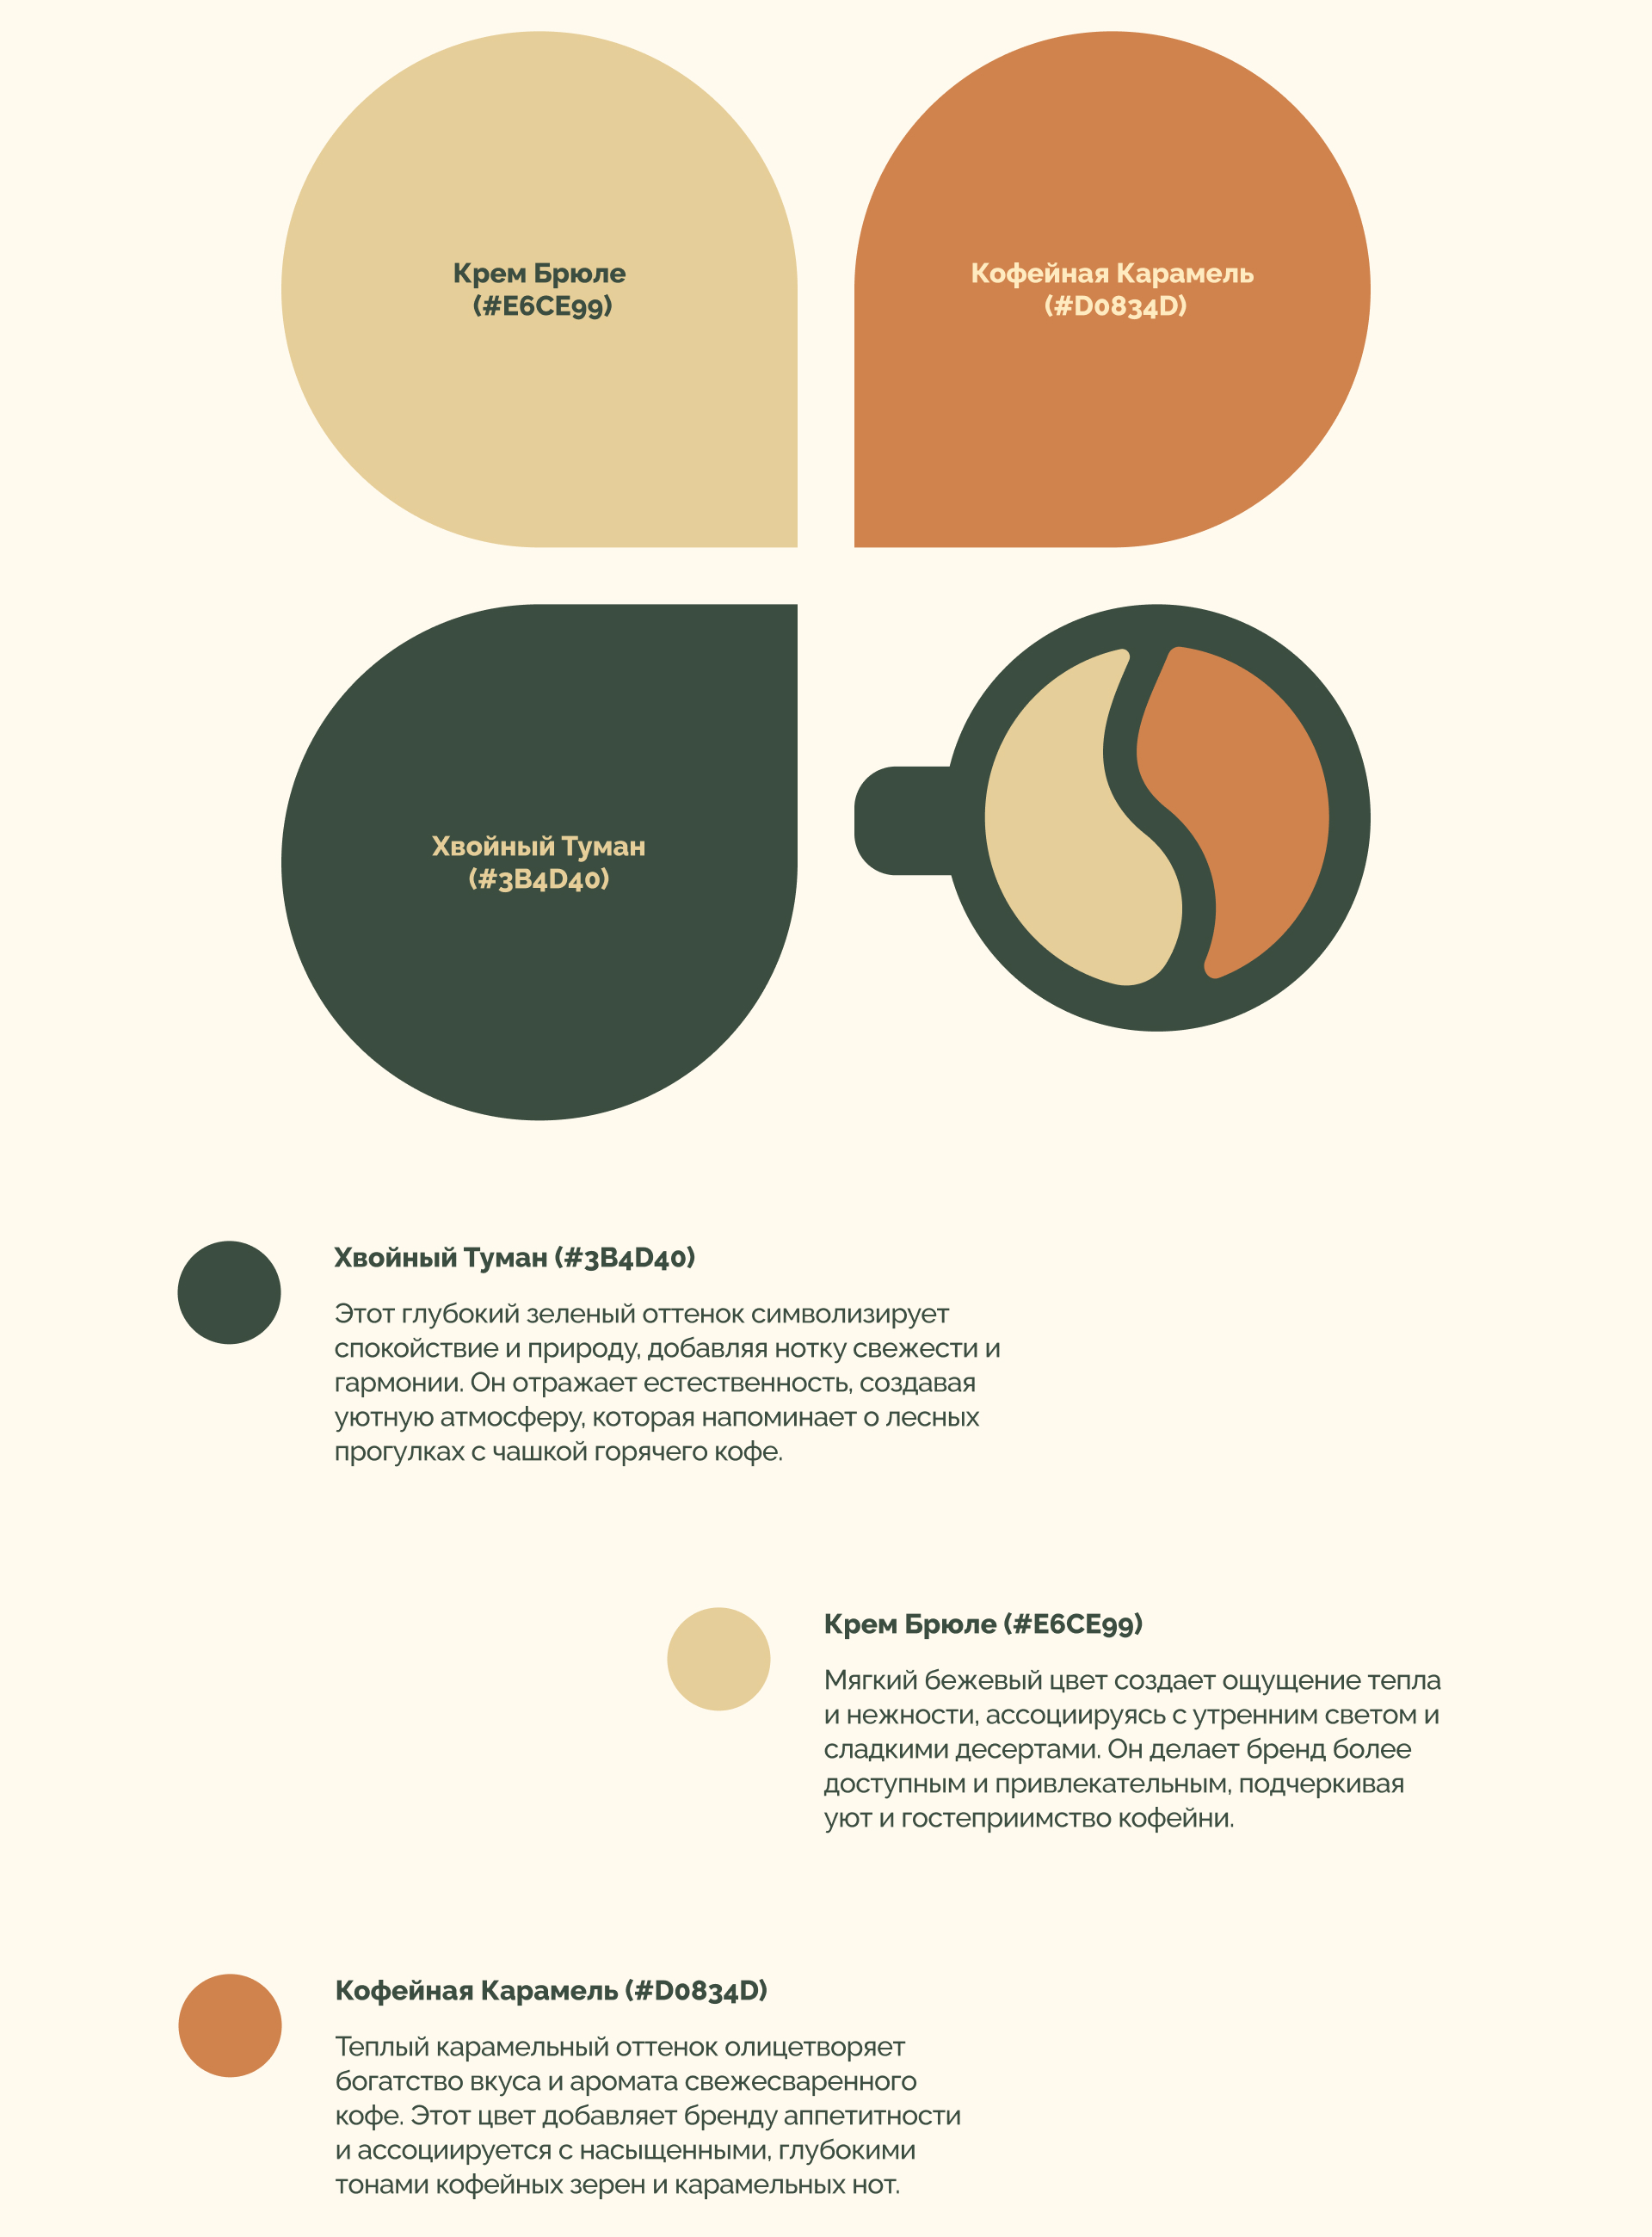 Крем Брюле
(#E6CE99)
Кофейная Карамель
(#D0834D)
Хвойный Туман
(#3B4D40)
Хвойный Туман (#3B4D40)
Этот глубокий зеленый оттенок символизирует
спокойствие и природу, добавляя нотку свежести и
гармонии. Он отражает естественность, создавая
уютную атмосферу, которая напоминает о лесных
прогулках с чашкой горячего кофе.
Крем Брюле (#E6CE99)
Мягкий бежевый цвет создает ощущение тепла
и нежности, ассоциируясь с утренним светом и
сладкими десертами. Он делает бренд более
доступным и привлекательным, подчеркивая
уют и гостеприимство кофейни.
Кофейная Карамель (#D0834D)
Теплый карамельный оттенок олицетворяет
богатство вкуса и аромата свежесваренного
кофе. Этот цвет добавляет бренду аппетитности
и ассоциируется с насыщенными, глубокими
тонами кофейных зерен и карамельных нот.